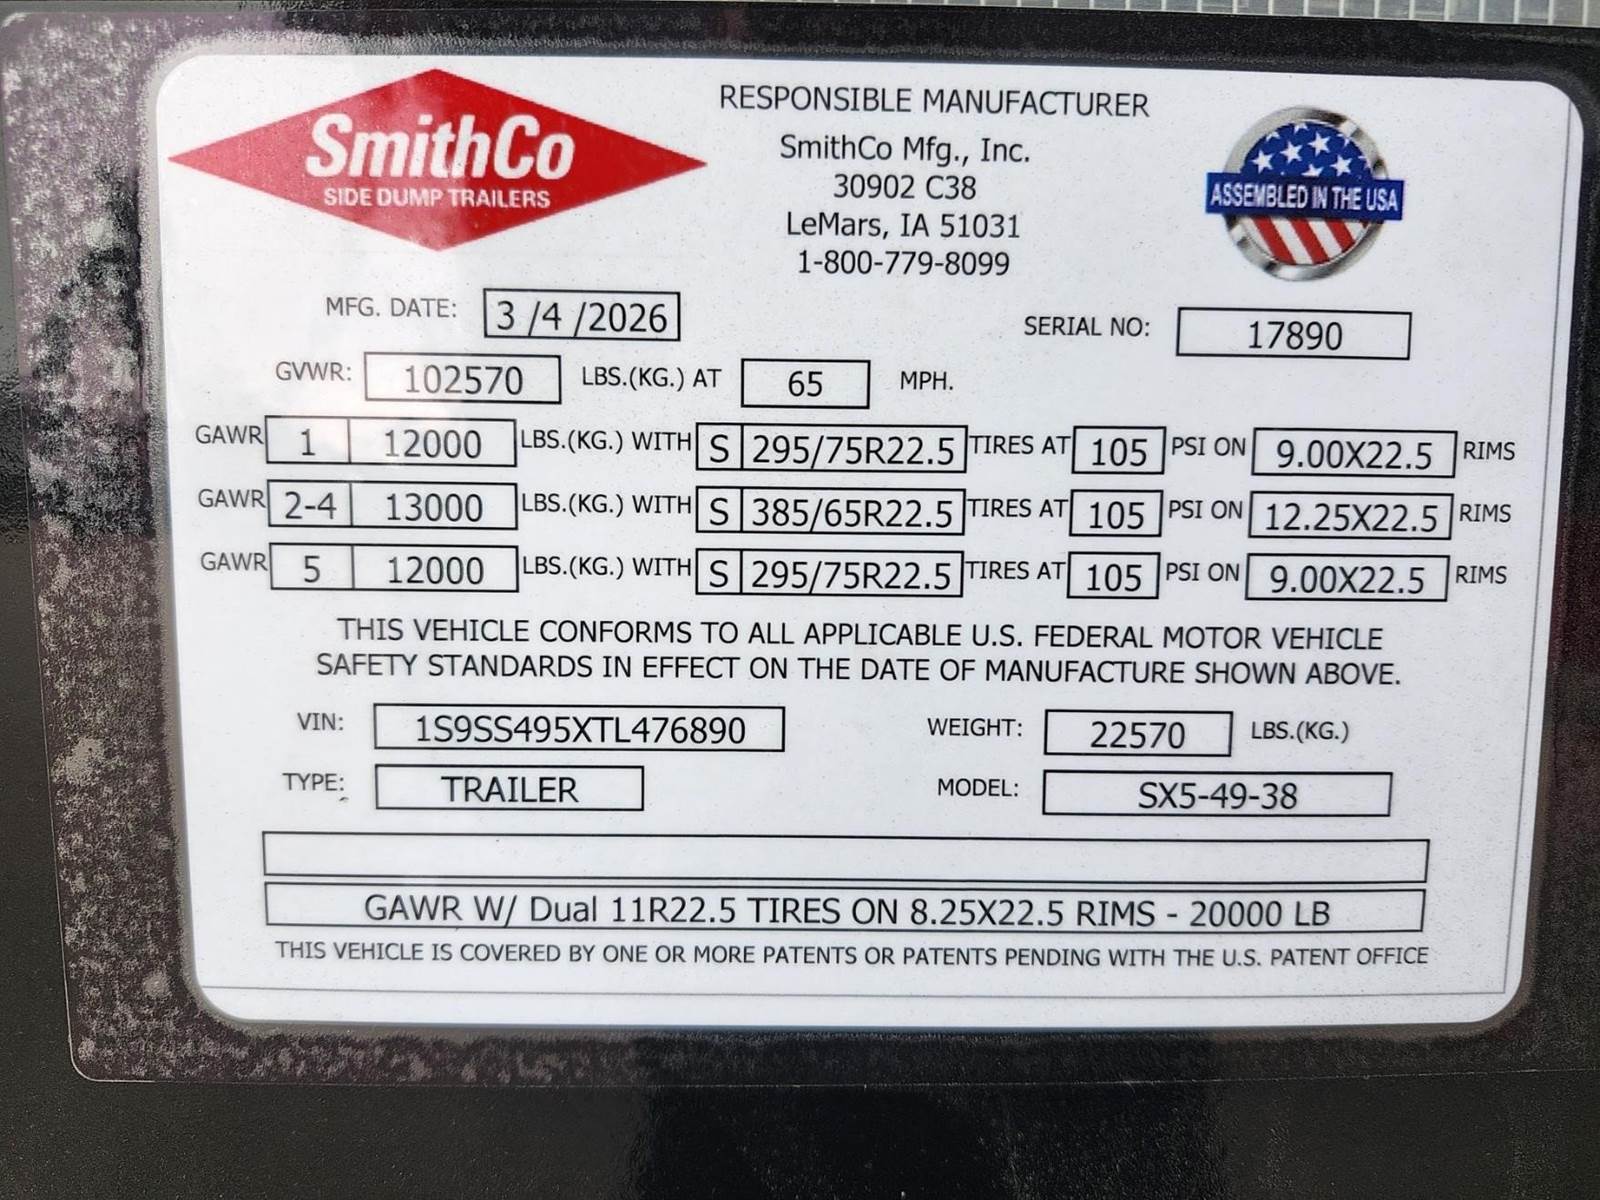 SmithCo
SIDE DUMP TRAILERS
RESPONSIBLE MANUFACTURER
SmithCo Mfg., Inc.
30902 C38
LeMars, IA 51031
1-800-779-8099
ASSEMBLED IN THE USA
MFG. DATE: 3 /4 /2026
SERIAL NO: 17890
GVWR: 102570 LBS.(KG.) AT 65 MPH.
GAWR 1 12000 LBS.(KG.) WITH S 295/75R22.5 TIRES AT 105 PSI ON 9.00X22.5 RIMS
GAWR 2-4 13000 LBS.(KG.) WITH S 385/65R22.5 TIRES AT 105 PSI ON 12.25X22.5 RIMS
GAWR 5 12000 LBS.(KG.) WITH S 295/75R22.5 TIRES AT 105 PSI ON 9.00X22.5 RIMS
THIS VEHICLE CONFORMS TO ALL APPLICABLE U.S. FEDERAL MOTOR VEHICLE
SAFETY STANDARDS IN EFFECT ON THE DATE OF MANUFACTURE SHOWN ABOVE.
VIN: 1S9SS495XTL476890 WEIGHT: 22570 LBS.(KG.)
TYPE: TRAILER MODEL: SX5-49-38
GAWR W/ Dual 11R22.5 TIRES ON 8.25X22.5 RIMS - 20000 LB
THIS VEHICLE IS COVERED BY ONE OR MORE PATENTS OR PATENTS PENDING WITH THE U.S. PATENT OFFICE